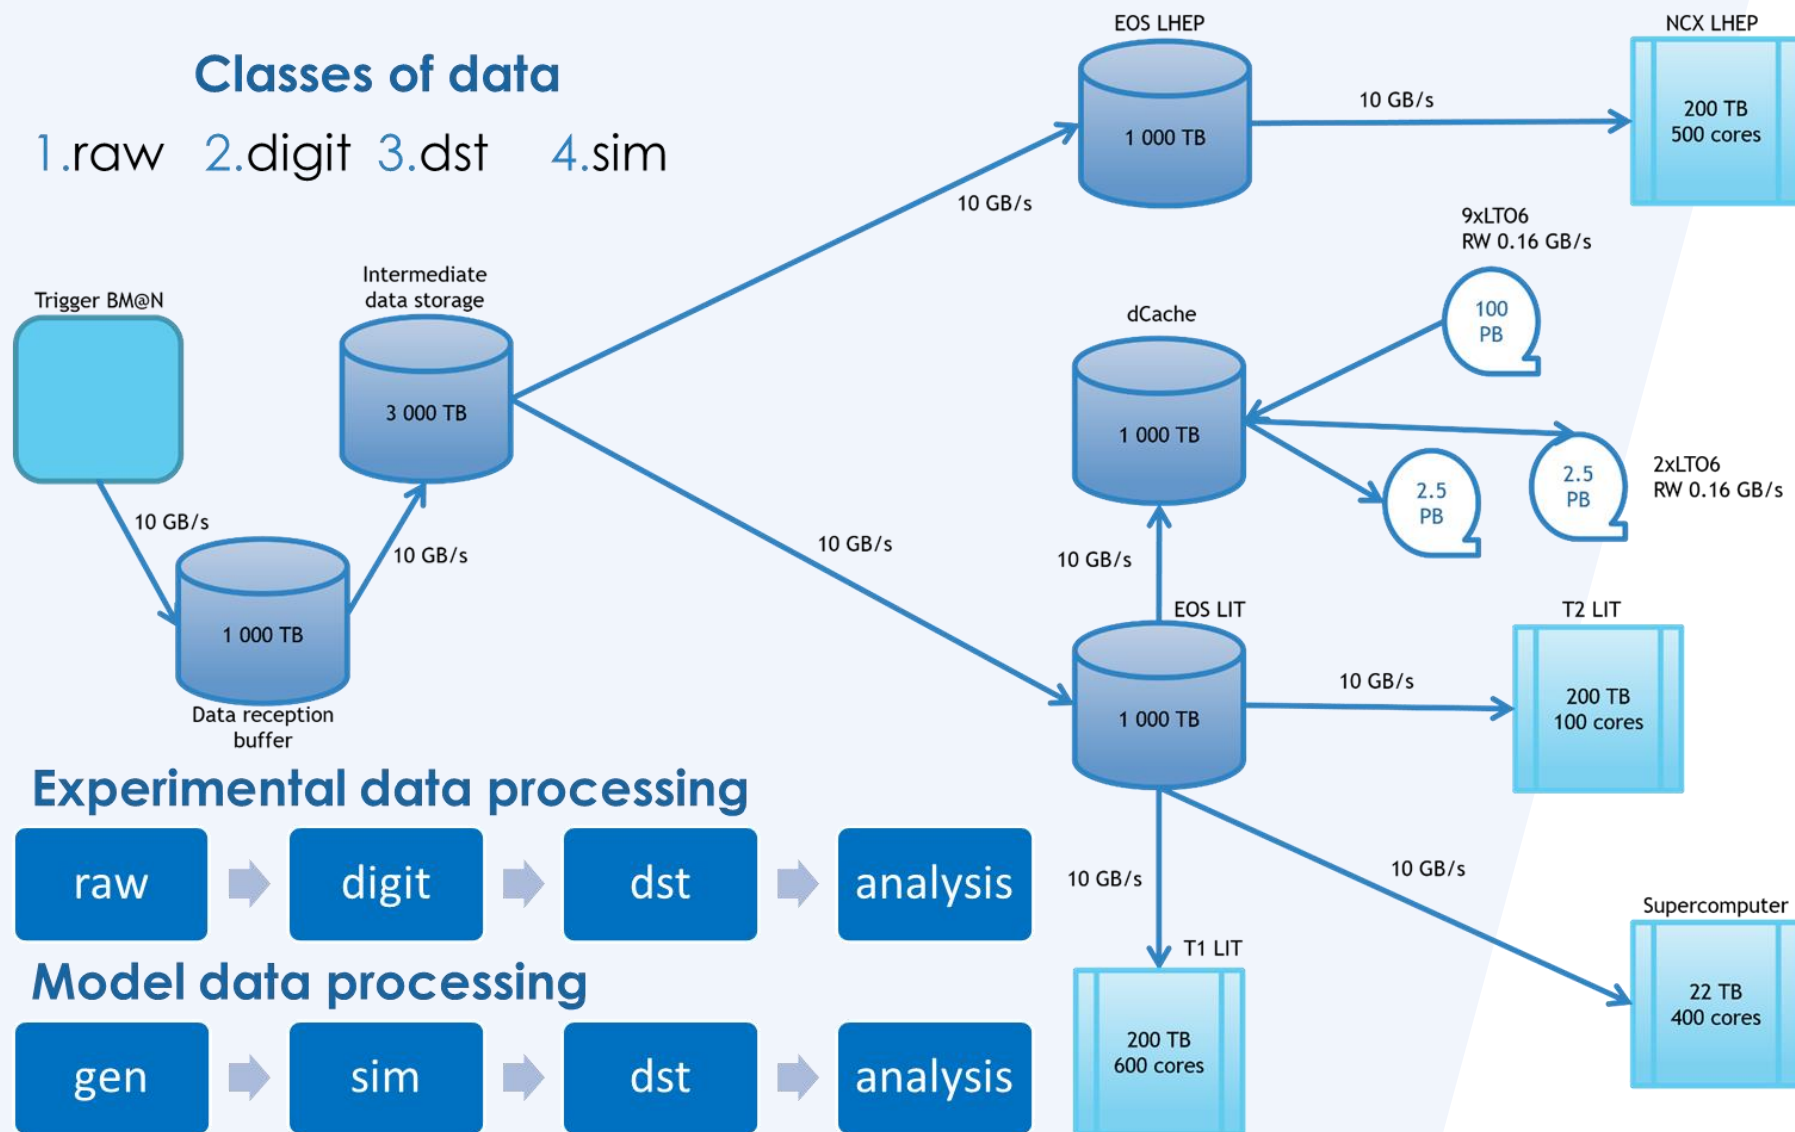 Classes of data
1.raw 2.digit 3.dst 4.sim
EOS LHEP
1 000 TB
10 GB/s
NCX LHEP
200 TB
500 cores
10 GB/s
9xLTO6
RW 0.16 GB/s
100
PB
Trigger BM@N
Intermediate
data storage
3 000 TB
dCache
1 000 TB
2.5
PB
2.5
PB
2xLTO6
RW 0.16 GB/s
10 GB/s
10 GB/s
1 000 TB
Data reception
buffer
10 GB/s
10 GB/s
EOS LIT
1 000 TB
10 GB/s
T2 LIT
200 TB
100 cores
10 GB/s
10 GB/s
T1 LIT
200 TB
600 cores
Supercomputer
22 TB
400 cores
Experimental data processing
raw
digit
dst
analysis
Model data processing
gen
sim
dst
analysis